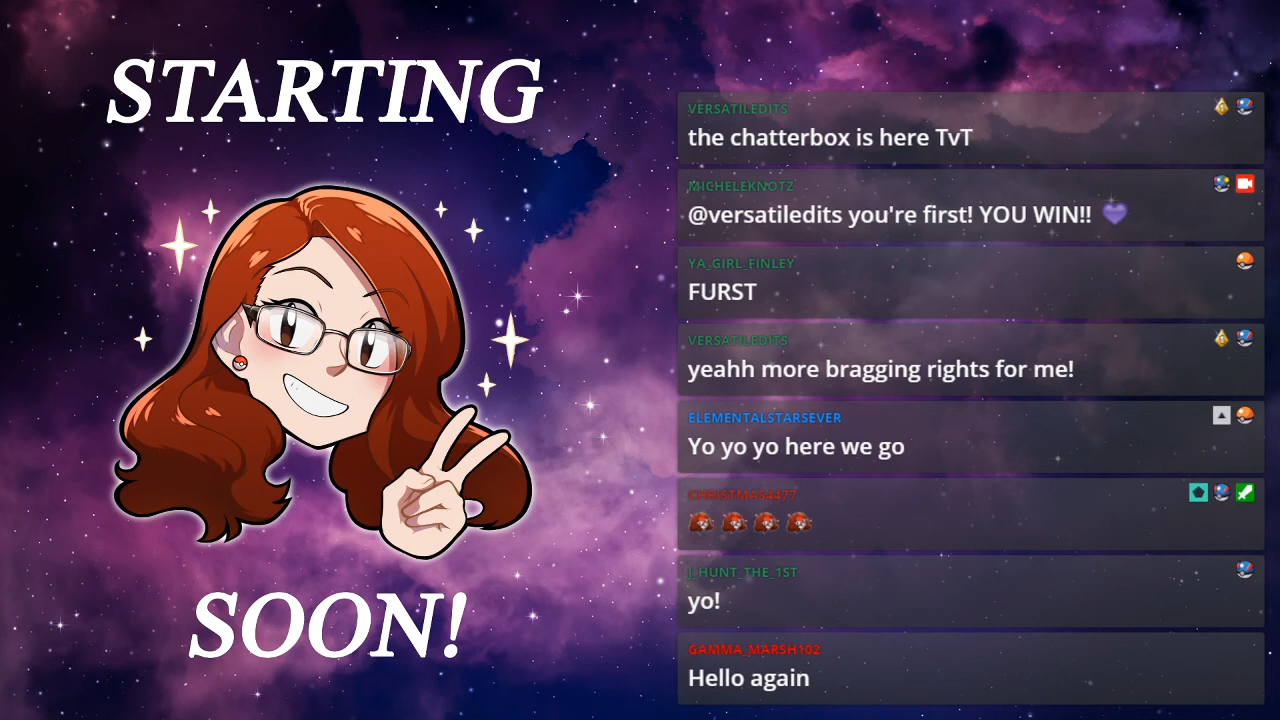 STARTING
SOON!
VERSATILEDITS
the chatterbox is here TvT
MICHELEKNOTZ
@versatiledits you're first! YOU WIN!!
YA_GIRL_FINLEY
FURST
VERSATILEDITS
yeahh more bragging rights for me!
ELEMENTALSTARSEVER
Yo yo yo here we go
CHRISTMAS4477
J_HUNT_THE_1ST
yo!
GAMMA_MARSH102
Hello again